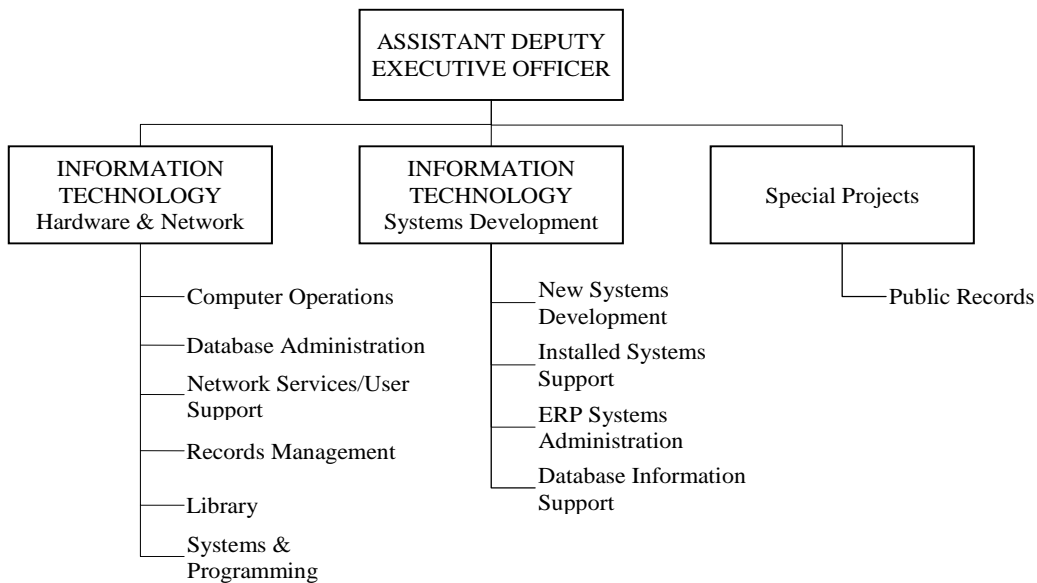 ASSISTANT DEPUTY
EXECUTIVE OFFICER
INFORMATION
TECHNOLOGY
Hardware & Network
Computer Operations
Database Administration
Network Services/User
Support
Records Management
Library
Systems &
Programming
INFORMATION
TECHNOLOGY
Systems Development
New Systems
Development
Installed Systems
Support
ERP Systems
Administration
Database Information
Support
Special Projects
Public Records